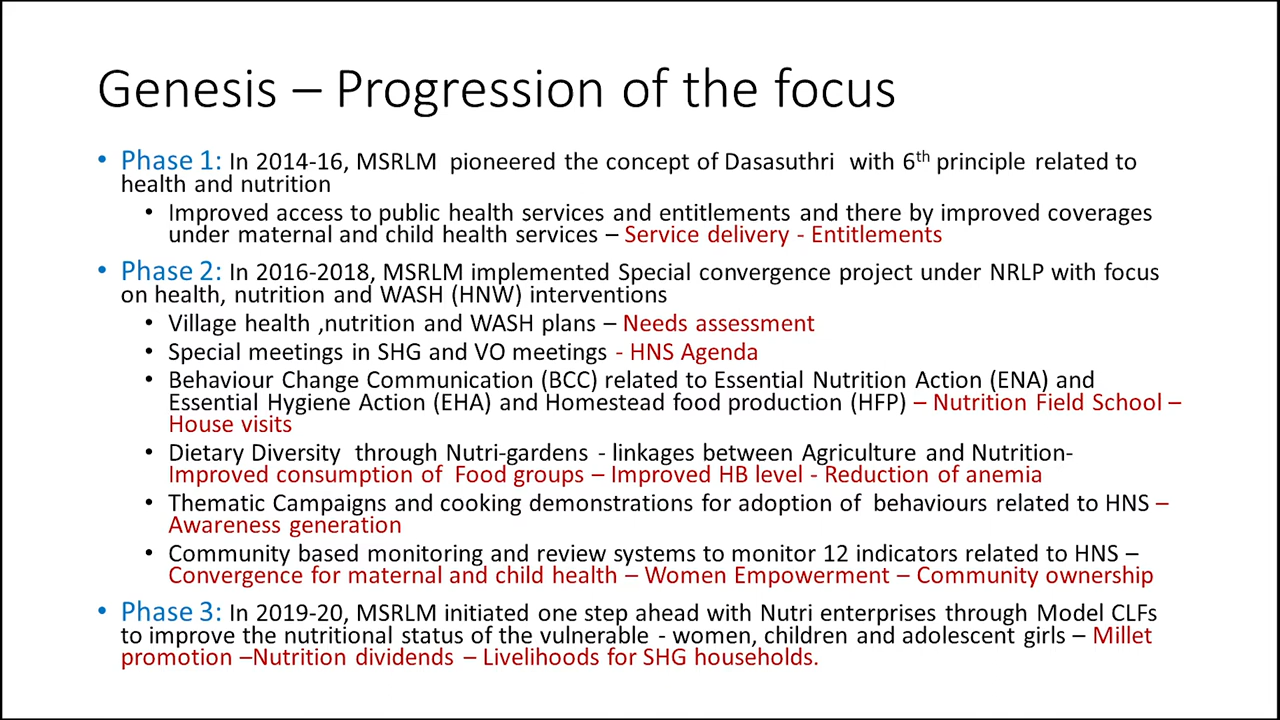 Genesis – Progression of the focus
• Phase 1: In 2014-16, MSRLM pioneered the concept of Dasasuthri with 6th principle related to
health and nutrition
• Improved access to public health services and entitlements and there by improved coverages
under maternal and child health services – Service delivery - Entitlements
• Phase 2: In 2016-2018, MSRLM implemented Special convergence project under NRLP with focus
on health, nutrition and WASH (HNW) interventions
• Village health ,nutrition and WASH plans – Needs assessment
• Special meetings in SHG and VO meetings - HNS Agenda
• Behaviour Change Communication (BCC) related to Essential Nutrition Action (ENA) and
Essential Hygiene Action (EHA) and Homestead food production (HFP) – Nutrition Field School –
House visits
• Dietary Diversity through Nutri-gardens - linkages between Agriculture and Nutrition-
Improved consumption of Food groups – Improved HB level - Reduction of anemia
• Thematic Campaigns and cooking demonstrations for adoption of behaviours related to HNS –
Awareness generation
• Community based monitoring and review systems to monitor 12 indicators related to HNS –
Convergence for maternal and child health – Women Empowerment – Community ownership
• Phase 3: In 2019-20, MSRLM initiated one step ahead with Nutri enterprises through Model CLFs
to improve the nutritional status of the vulnerable - women, children and adolescent girls – Millet
promotion –Nutrition dividends – Livelihoods for SHG households.